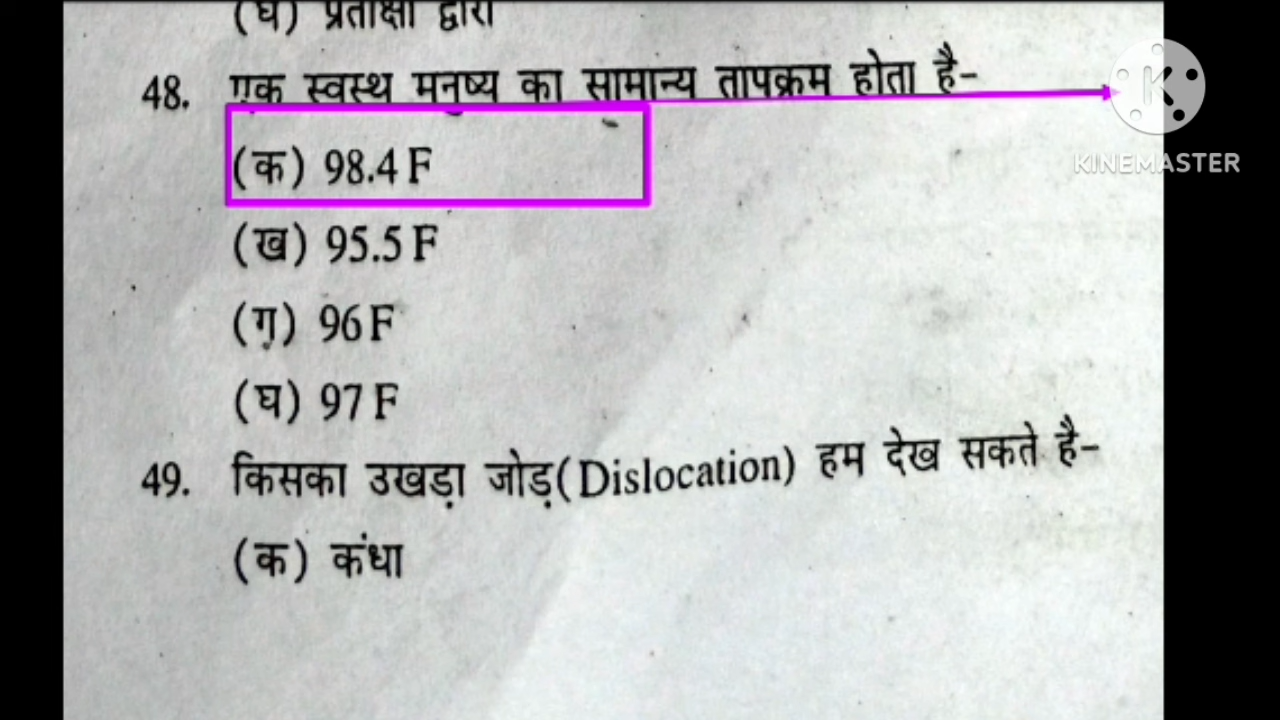 (घ) प्रतीक्षा द्वारा
48. एक स्वस्थ मनुष्य का सामान्य तापक्रम होता है-
(क) 98.4 F
KINEMASTER
(ख) 95.5 F
(ग) 96 F
(घ) 97 F
49. किसका उखड़ा जोड़(Dislocation) हम देख सकते है-
(क) कंधा